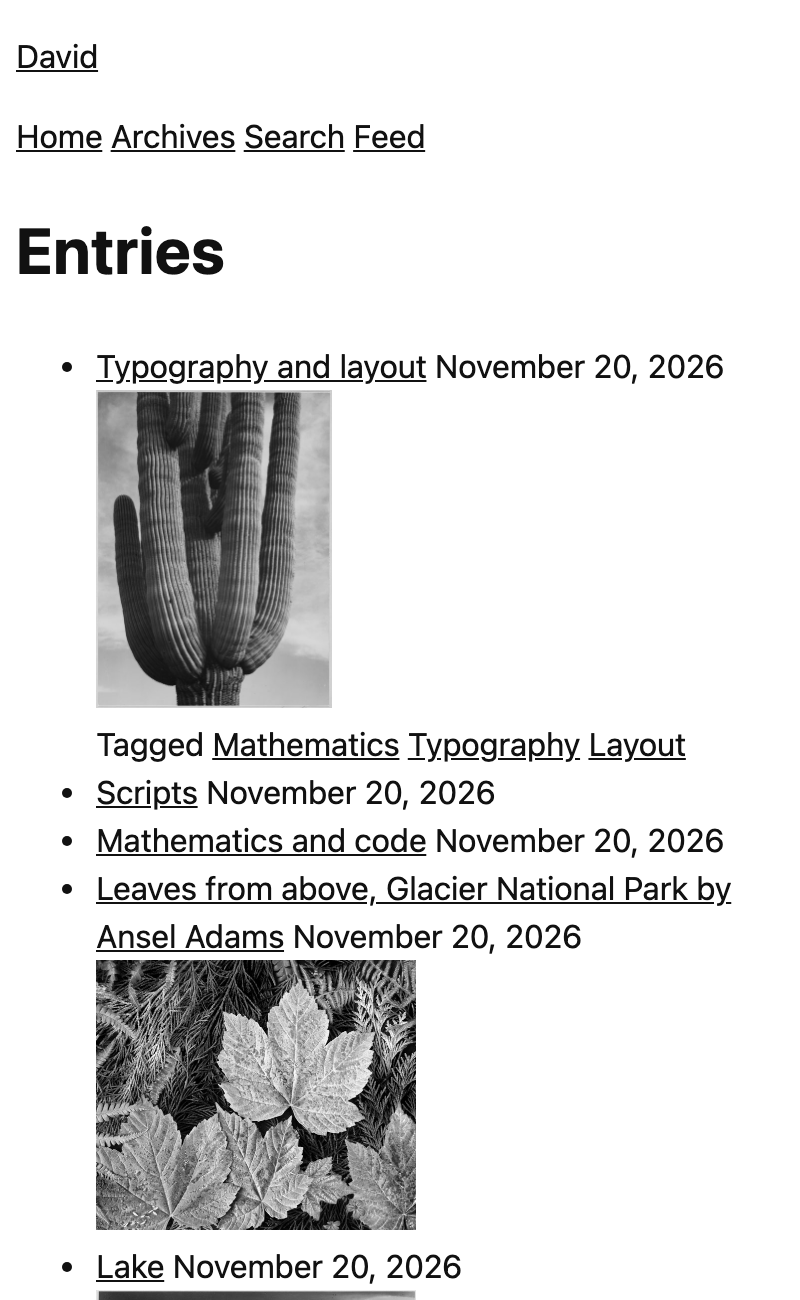 David
Home Archives Search Feed
Entries
Typography and layout November 20, 2026
Tagged Mathematics Typography Layout
Scripts November 20, 2026
Mathematics and code November 20, 2026
Leaves from above, Glacier National Park by
Ansel Adams November 20, 2026
Lake November 20, 2026